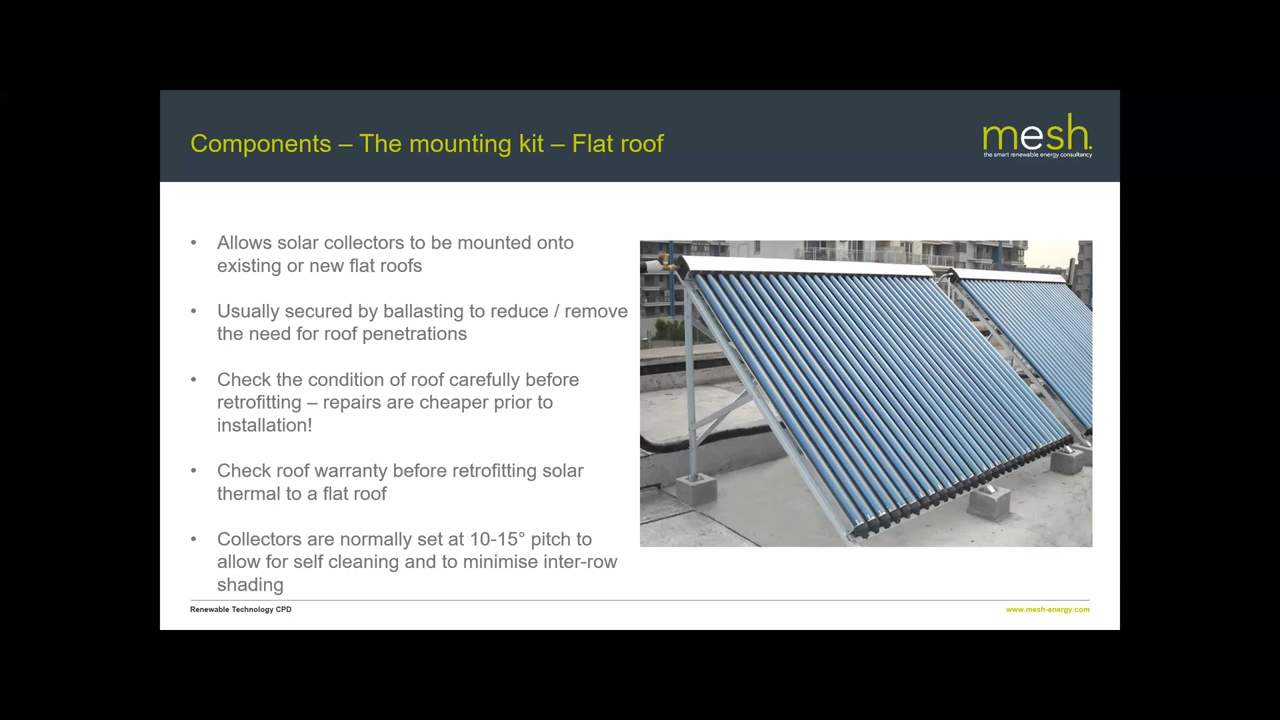 Components – The mounting kit – Flat roof
mesh.
the smart renewable energy consultancy
• Allows solar collectors to be mounted onto
existing or new flat roofs
• Usually secured by ballasting to reduce / remove
the need for roof penetrations
• Check the condition of roof carefully before
retrofitting – repairs are cheaper prior to
installation!
• Check roof warranty before retrofitting solar
thermal to a flat roof
• Collectors are normally set at 10-15° pitch to
allow for self cleaning and to minimise inter-row
shading
Renewable Technology CPD
www.mesh-energy.com